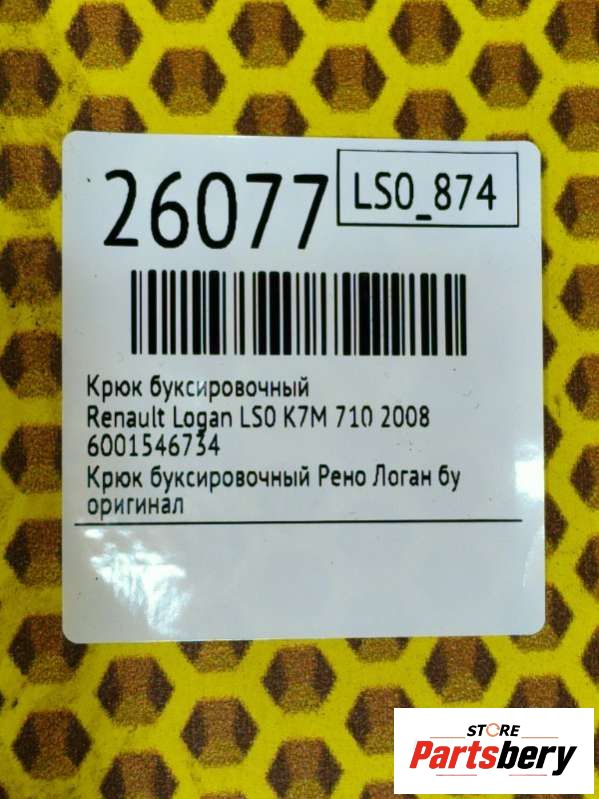 26077
LS0_874
Крюк буксировочный
Renault Logan LS0 K7M 710 2008
6001546734
Крюк буксировочный Рено Логан бу
оригинал
STORE
Partsbery